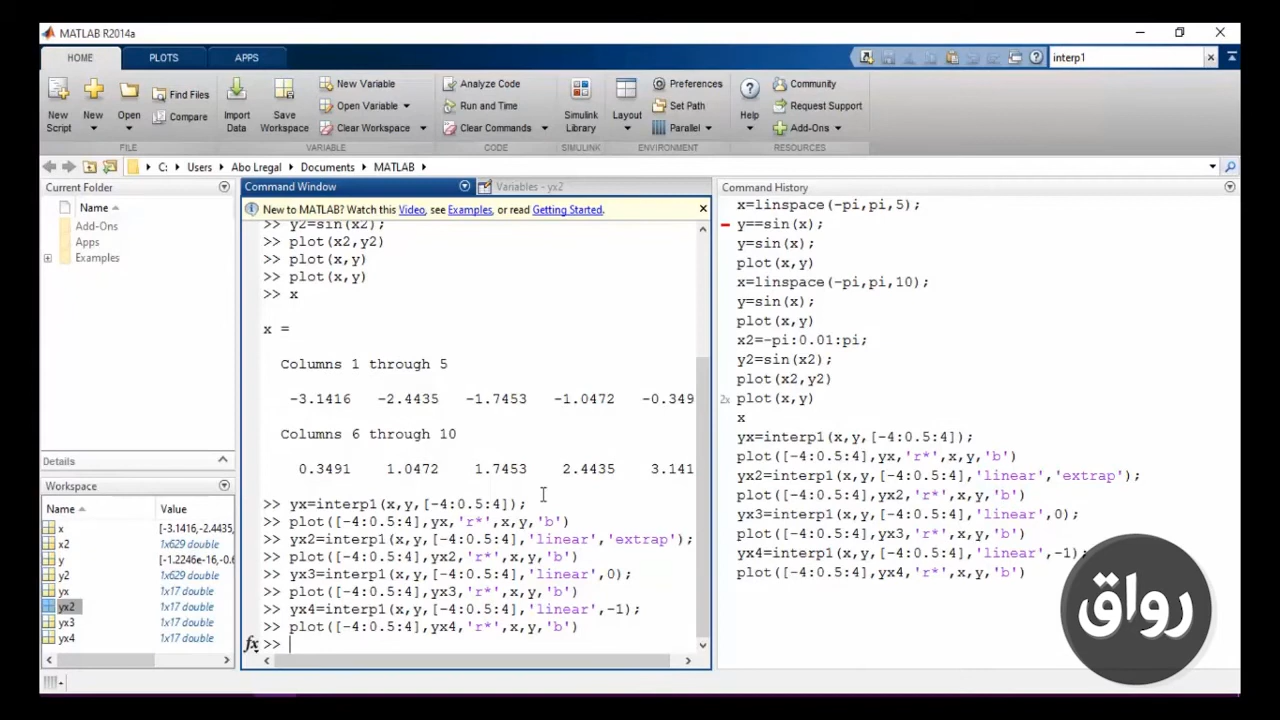 MATLAB R2014a
HOME
PLOTS
APPS
interp1
New Script
New
Open
Find Files
Compare
FILE
Import Data
Save Workspace
New Variable
Open Variable
Clear Workspace
VARIABLE
Analyze Code
Run and Time
Clear Commands
CODE
Simulink Library
SIMULINK
Layout
Preferences
Set Path
Parallel
ENVIRONMENT
Help
Community
Request Support
Add-Ons
RESOURCES
C: Users Abo Lregal Documents MATLAB
Current Folder
Name
Add-Ons
Apps
Examples
Details
Workspace
Name Value
x [-3.1416,-2.4435,
x2 1x629 double
y [-1.2246e-16,-0.6
y2 1x629 double
yx 1x17 double
yx2 1x17 double
yx3 1x17 double
yx4 1x17 double
Command Window
Variables - yx2
New to MATLAB? Watch this Video, see Examples, or read Getting Started.
>> y2=sin(x2);
>> plot(x2,y2)
>> plot(x,y)
>> plot(x,y)
>> x
x =
Columns 1 through 5
-3.1416 -2.4435 -1.7453 -1.0472 -0.349
Columns 6 through 10
0.3491 1.0472 1.7453 2.4435 3.141
>> yx=interp1(x,y,[-4:0.5:4]);
>> plot([-4:0.5:4],yx,'r*',x,y,'b')
>> yx2=interp1(x,y,[-4:0.5:4],'linear','extrap');
>> plot([-4:0.5:4],yx2,'r*',x,y,'b')
>> yx3=interp1(x,y,[-4:0.5:4],'linear',0);
>> plot([-4:0.5:4],yx3,'r*',x,y,'b')
>> yx4=interp1(x,y,[-4:0.5:4],'linear',-1);
>> plot([-4:0.5:4],yx4,'r*',x,y,'b')
fx >>
Command History
x=linspace(-pi,pi,5);
y==sin(x);
y=sin(x);
plot(x,y)
x=linspace(-pi,pi,10);
y=sin(x);
plot(x,y)
x2=-pi:0.01:pi;
y2=sin(x2);
plot(x2,y2)
2x plot(x,y)
x
yx=interp1(x,y,[-4:0.5:4]);
plot([-4:0.5:4],yx,'r*',x,y,'b')
yx2=interp1(x,y,[-4:0.5:4],'linear','extrap');
plot([-4:0.5:4],yx2,'r*',x,y,'b')
yx3=interp1(x,y,[-4:0.5:4],'linear',0);
plot([-4:0.5:4],yx3,'r*',x,y,'b')
yx4=interp1(x,y,[-4:0.5:4],'linear',-1);
plot([-4:0.5:4],yx4,'r*',x,y,'b')
رواق